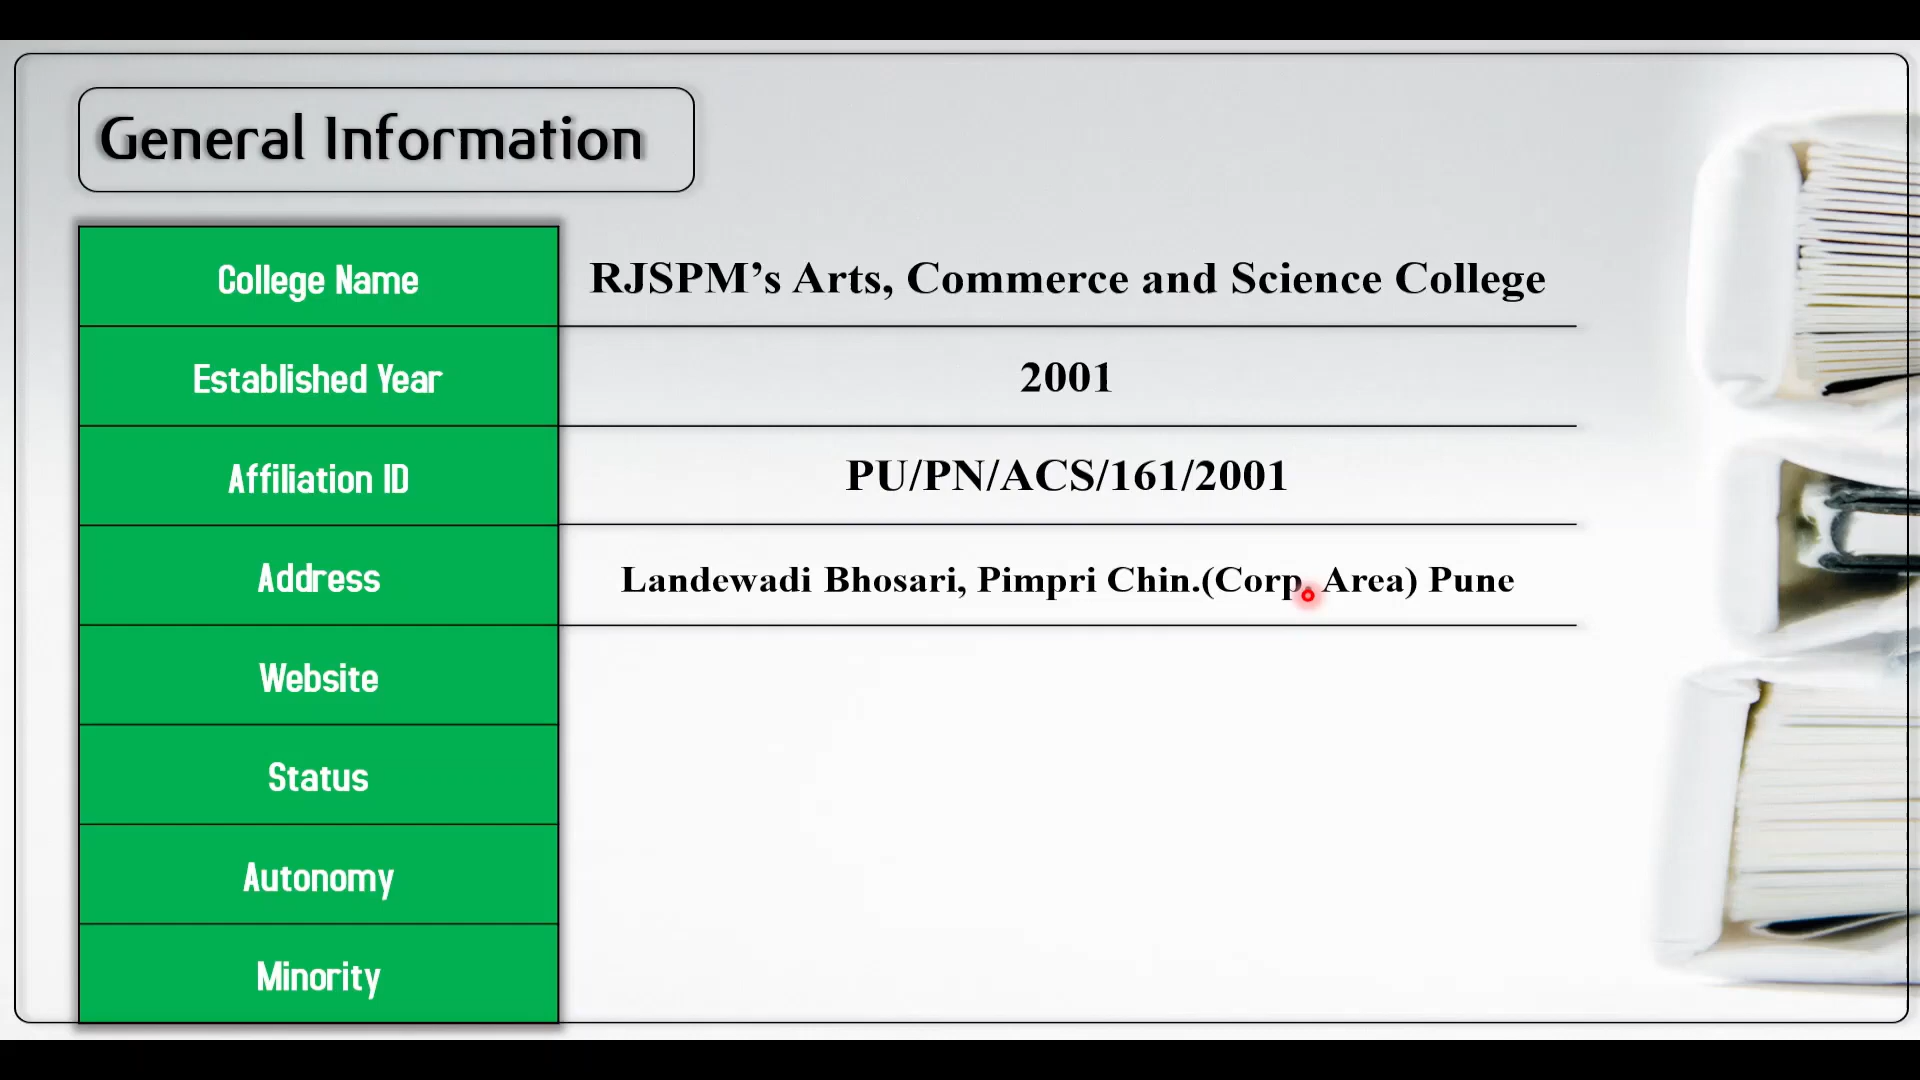 General Information
College Name
RJSPM’s Arts, Commerce and Science College
Established Year
2001
Affiliation ID
PU/PN/ACS/161/2001
Address
Landewadi Bhosari, Pimpri Chin.(Corp. Area) Pune
Website
Status
Autonomy
Minority